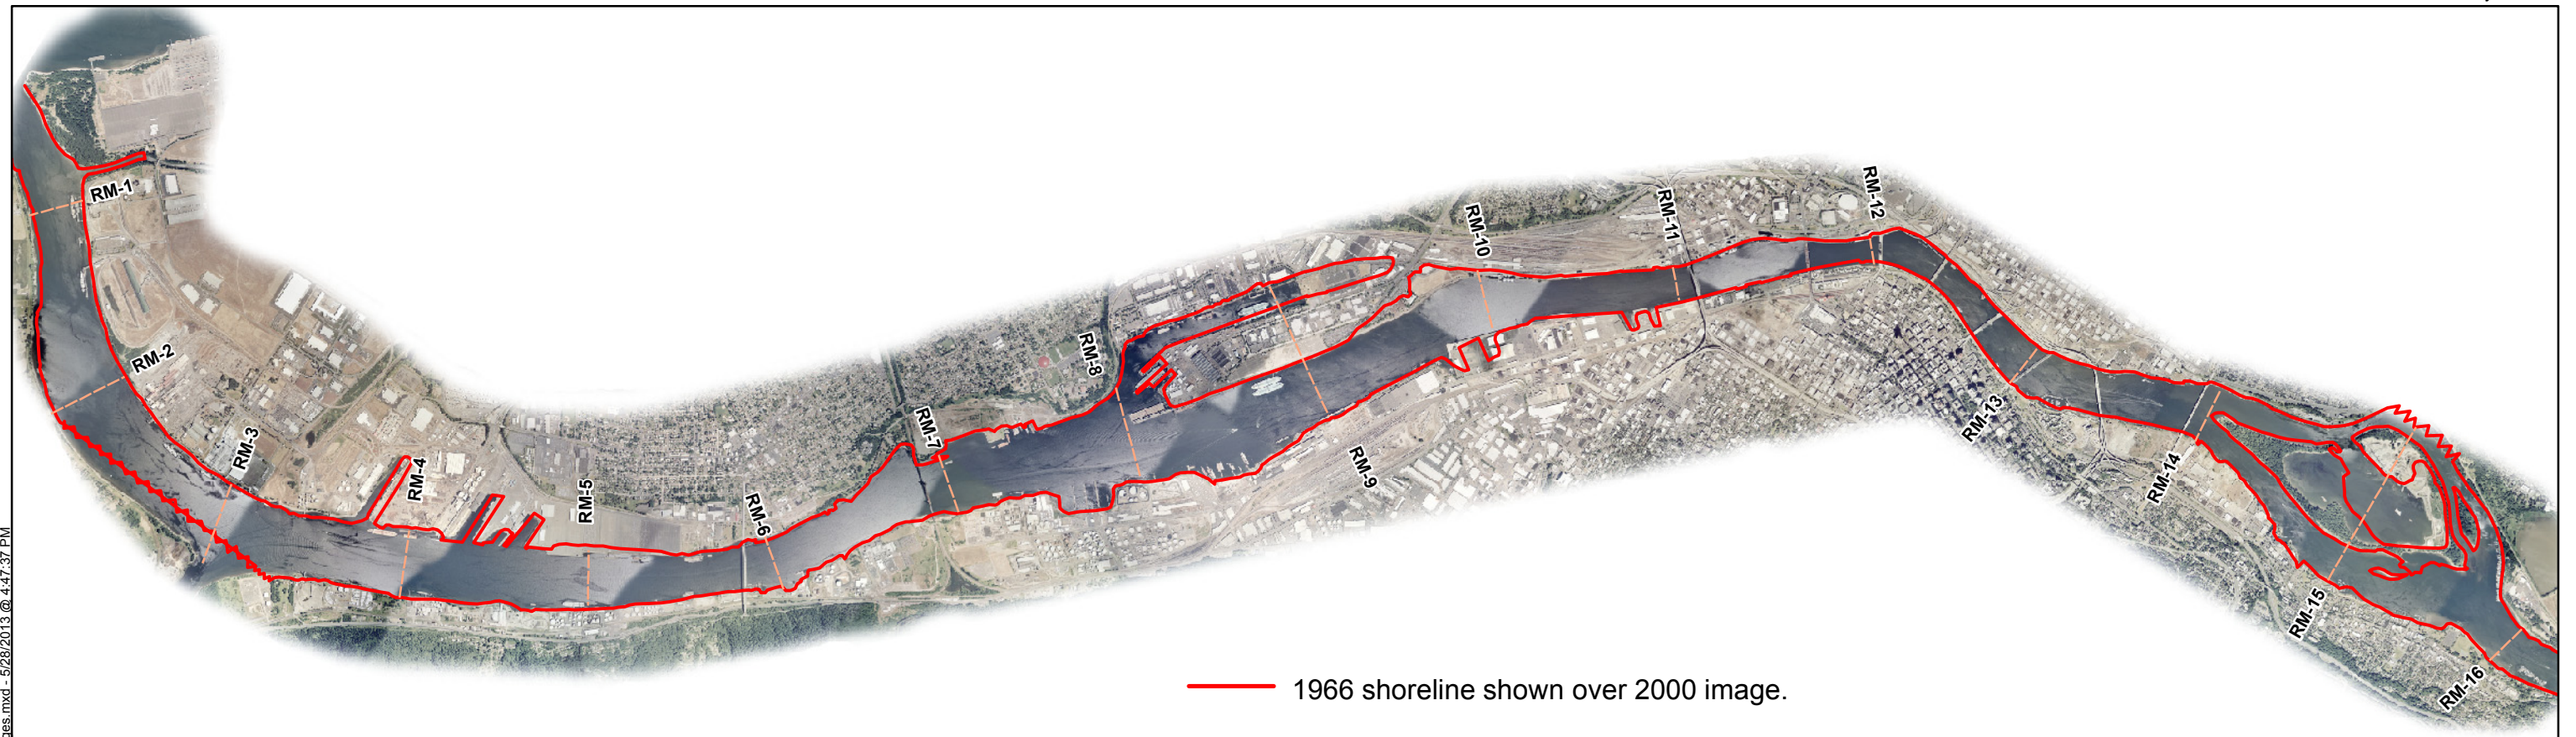 RM-1
RM-2
RM-3
RM-4
RM-5
RM-6
RM-7
RM-8
RM-9
RM-10
RM-11
RM-12
RM-13
RM-14
RM-15
RM-16
1966 shoreline shown over 2000 image.
ges.mxd - 5/28/2013 @ 4:47:37 PM